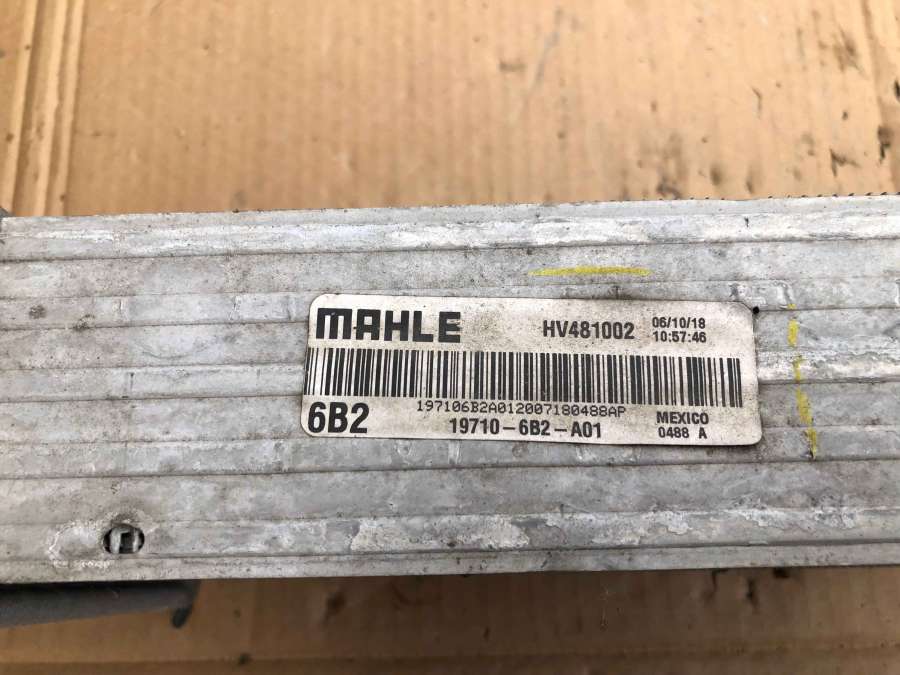 MAHLE HV481002 06/10/18
10:57:46
197106B2A012007180488AP
6B2 19710-6B2-A01 MEXICO
0488 A